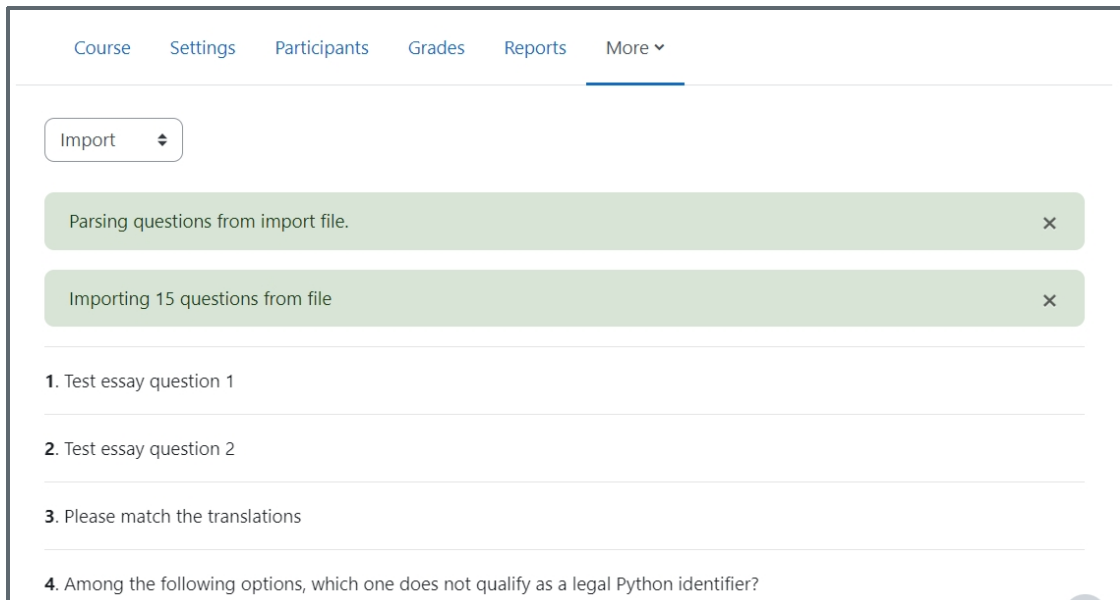 Course Settings Participants Grades Reports More
Import
Parsing questions from import file.
Importing 15 questions from file
1. Test essay question 1
2. Test essay question 2
3. Please match the translations
4. Among the following options, which one does not qualify as a legal Python identifier?